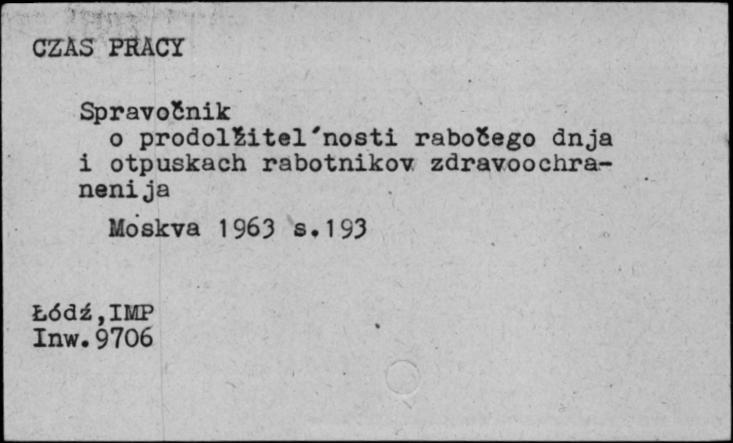 CZAS PRACY
Spravočnik
o prodolžitel'nosti rabočego dnja
i otpuskach rabotnikov zdravoochra-
nenija
Moskva 1963 s.193
Łódź,IMP
Inw.9706